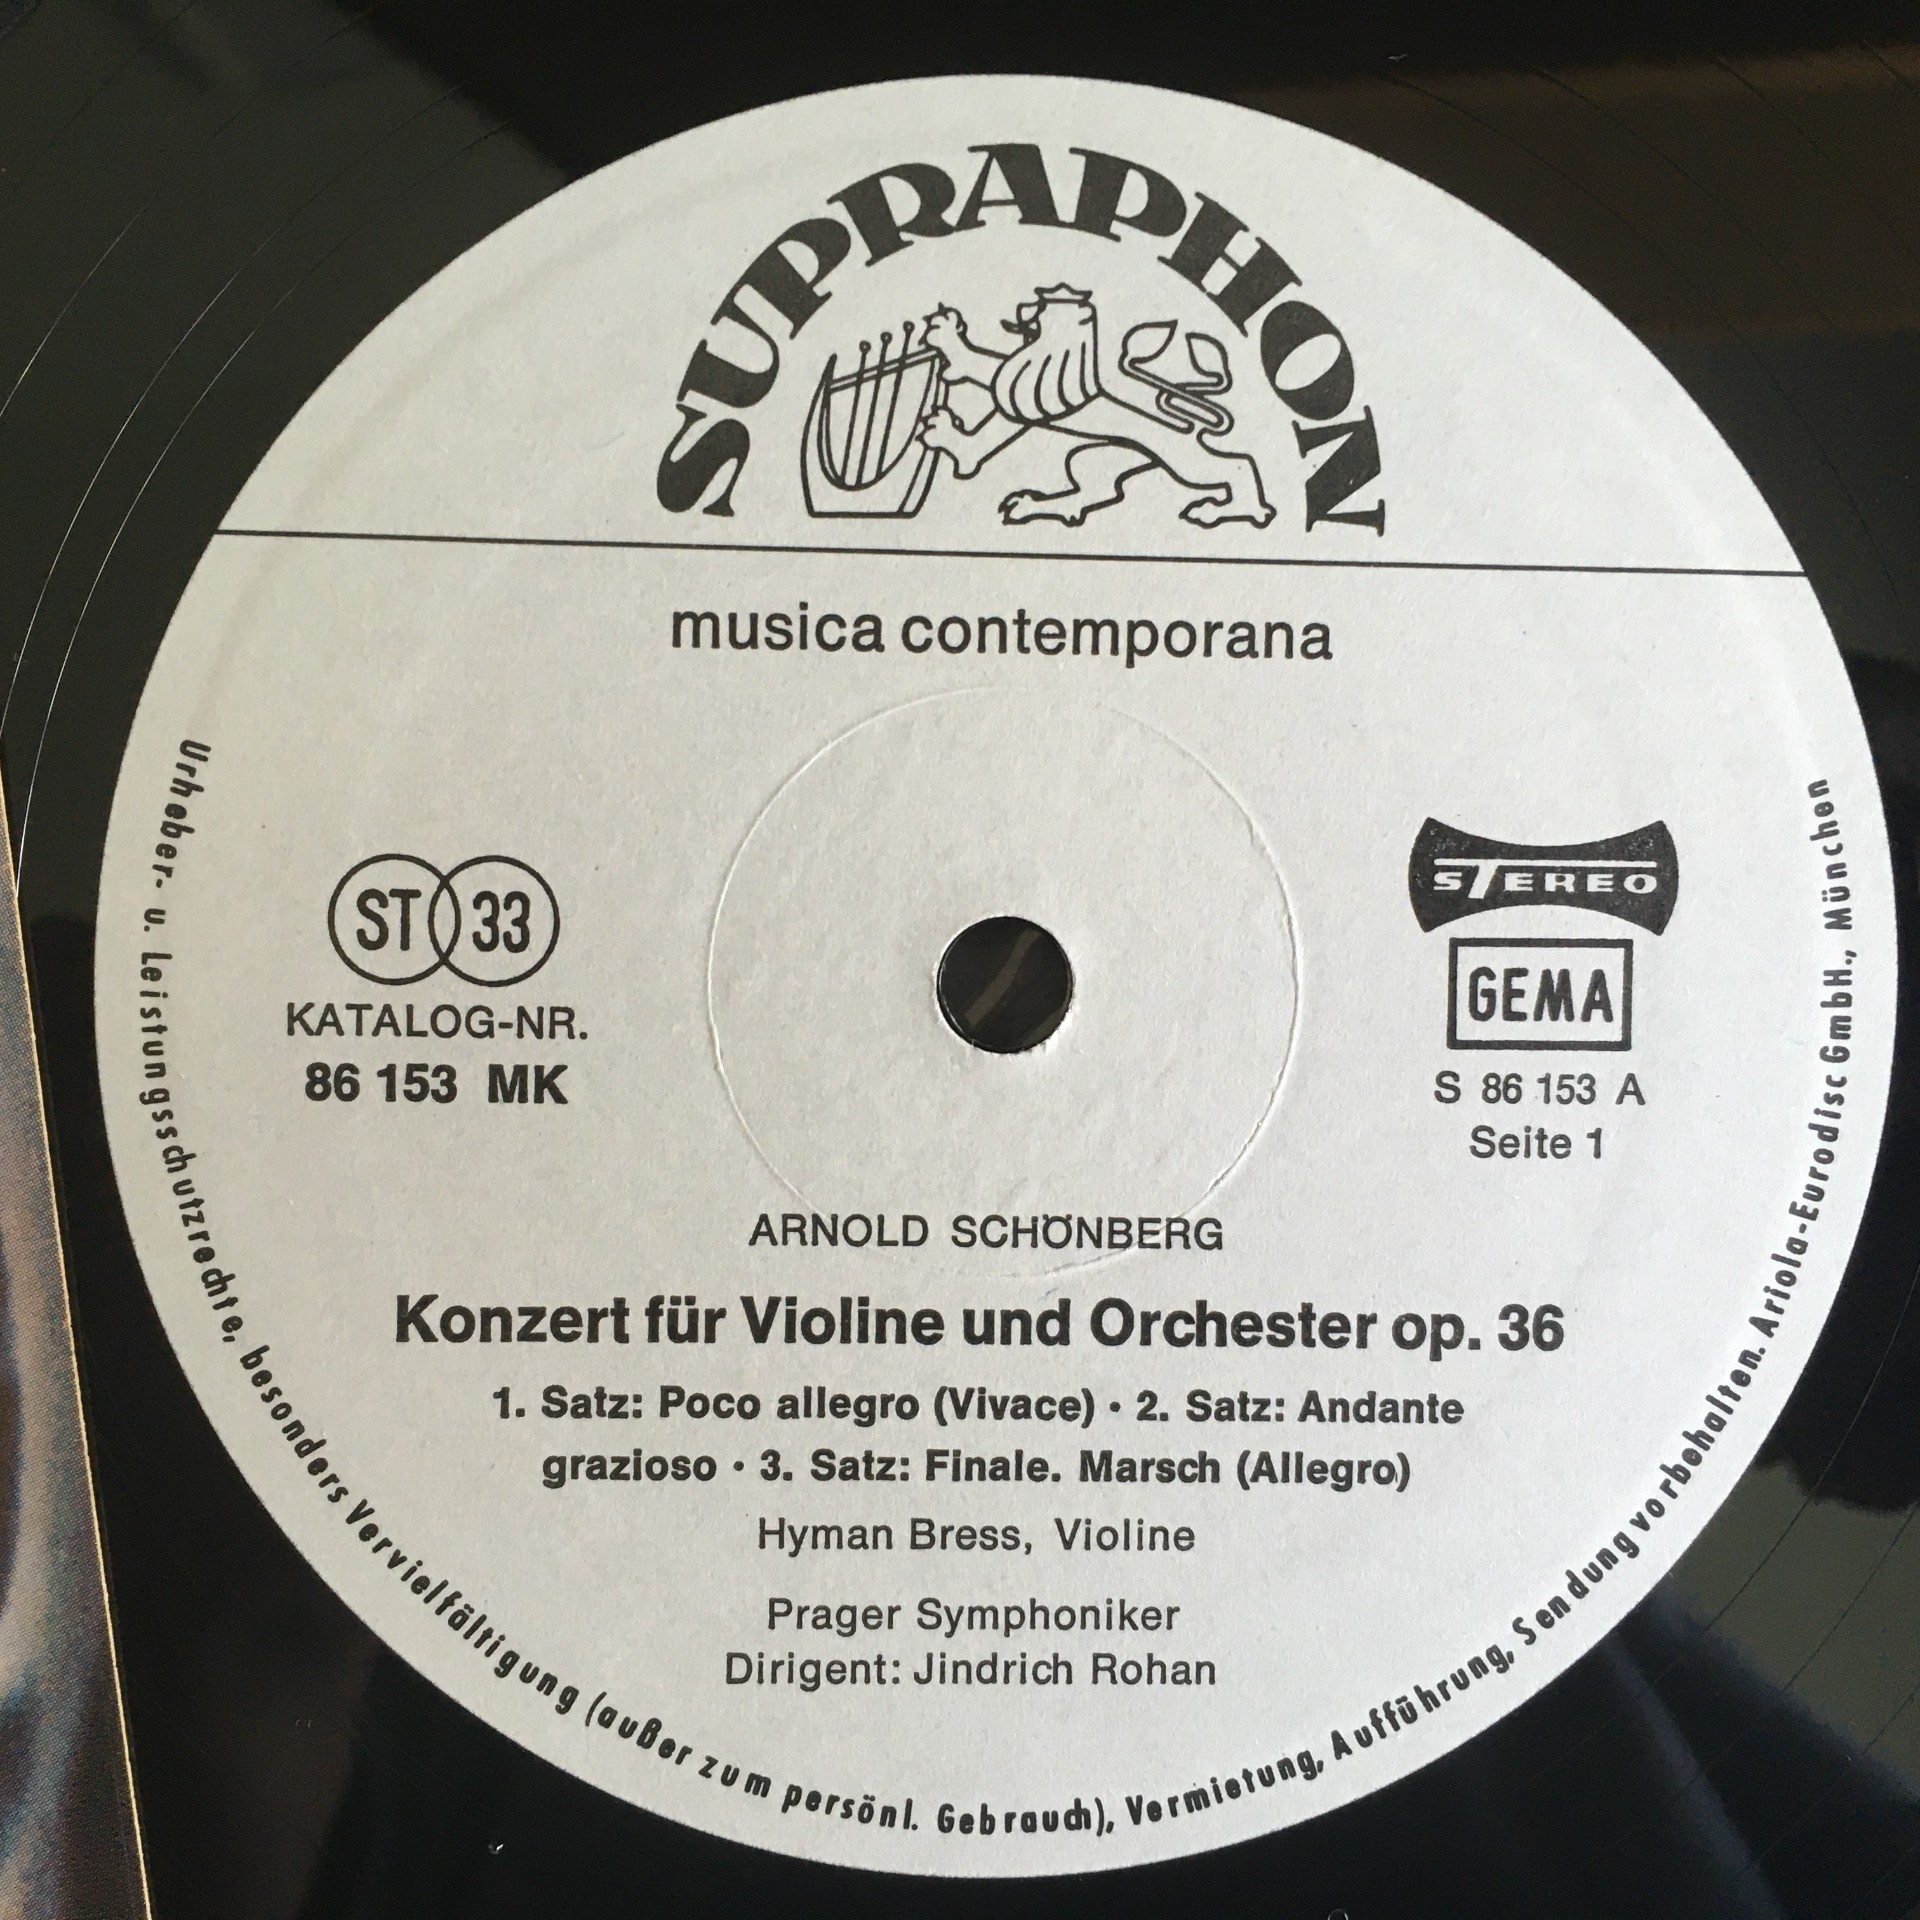 SUPRAPHON
musica contemporana
ST 33
KATALOG-NR.
86 153 MK
STEREO
GEMA
S 86 153 A
Seite 1
ARNOLD SCHÖNBERG
Konzert für Violine und Orchester op. 36
1. Satz: Poco allegro (Vivace) · 2. Satz: Andante
grazioso · 3. Satz: Finale. Marsch (Allegro)
Hyman Bress, Violine
Prager Symphoniker
Dirigent: Jindrich Rohan
Urheber- u. Leistungsschutzrechte, besonders Vervielfältigung (außer zum persönl. Gebrauch), Vermietung, Aufführung, Sendung vorbehalten. Ariola-Eurodisc GmbH., München